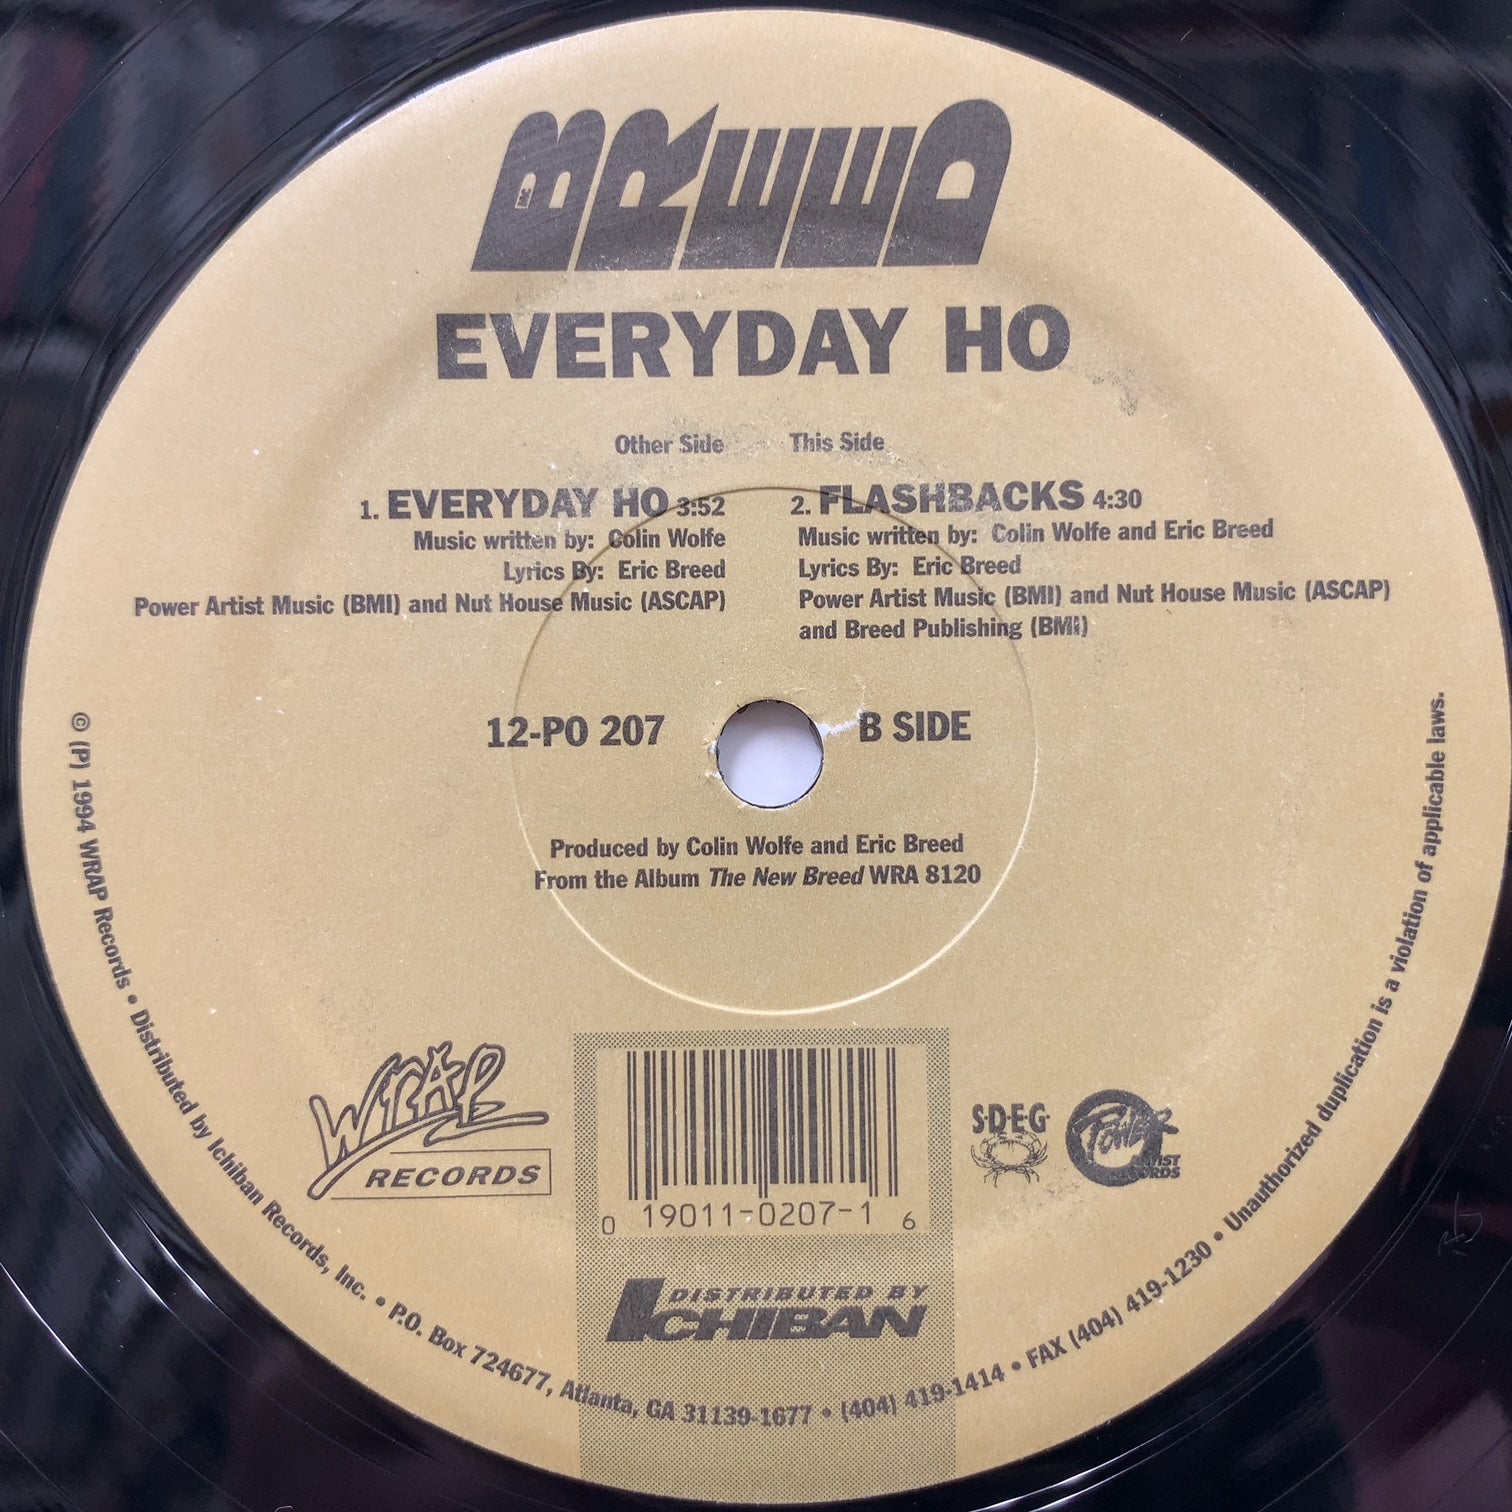 MC
BREED
EVERYDAY HO
Other Side
1. EVERYDAY HO 3:52
Music written by: Colin Wolfe
Lyrics By: Eric Breed
Power Artist Music (BMI) and Nut House Music (ASCAP)
This Side
2. FLASHBACKS 4:30
Music written by: Colin Wolfe and Eric Breed
Lyrics By: Eric Breed
Power Artist Music (BMI) and Nut House Music (ASCAP)
and Breed Publishing (BMI)
12-PO 207
B SIDE
Produced by Colin Wolfe and Eric Breed
From the Album The New Breed WRA 8120
WRAP
RECORDS
0 19011-0207-1 6
S·D·E·G·
POWER
ARTIST
RECORDS
DISTRIBUTED BY
ICHIBAN
© (P) 1994 WRAP Records • Distributed by Ichiban Records, Inc. • P.O. Box 724677, Atlanta, GA 31139-1677 • (404) 419-1414 • FAX (404) 419-1230 • Unauthorized duplication is a violation of applicable laws.